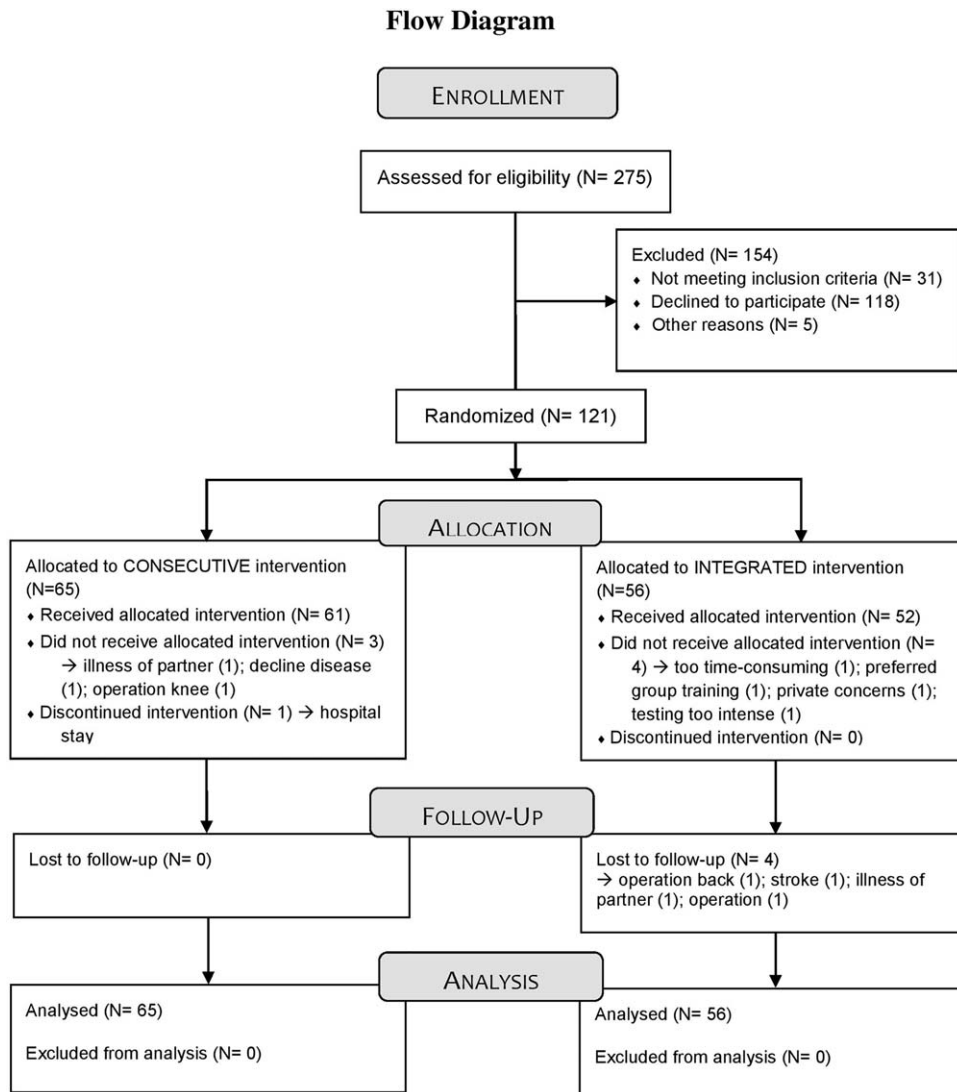 Flow Diagram
ENROLLMENT
Assessed for eligibility (N= 275)
Excluded (N= 154)
⬧ Not meeting inclusion criteria (N= 31)
⬧ Declined to participate (N= 118)
⬧ Other reasons (N= 5)
Randomized (N= 121)
ALLOCATION
Allocated to CONSECUTIVE intervention
(N=65)
⬧ Received allocated intervention (N= 61)
⬧ Did not receive allocated intervention (N= 3)
→ illness of partner (1); decline disease
(1); operation knee (1)
⬧ Discontinued intervention (N= 1) → hospital
stay
Allocated to INTEGRATED intervention
(N=56)
⬧ Received allocated intervention (N= 52)
⬧ Did not receive allocated intervention (N=
4) → too time-consuming (1); preferred
group training (1); private concerns (1);
testing too intense (1)
⬧ Discontinued intervention (N= 0)
FOLLOW-UP
Lost to follow-up (N= 0)
Lost to follow-up (N= 4)
→ operation back (1); stroke (1); illness of
partner (1); operation (1)
ANALYSIS
Analysed (N= 65)
Excluded from analysis (N= 0)
Analysed (N= 56)
Excluded from analysis (N= 0)